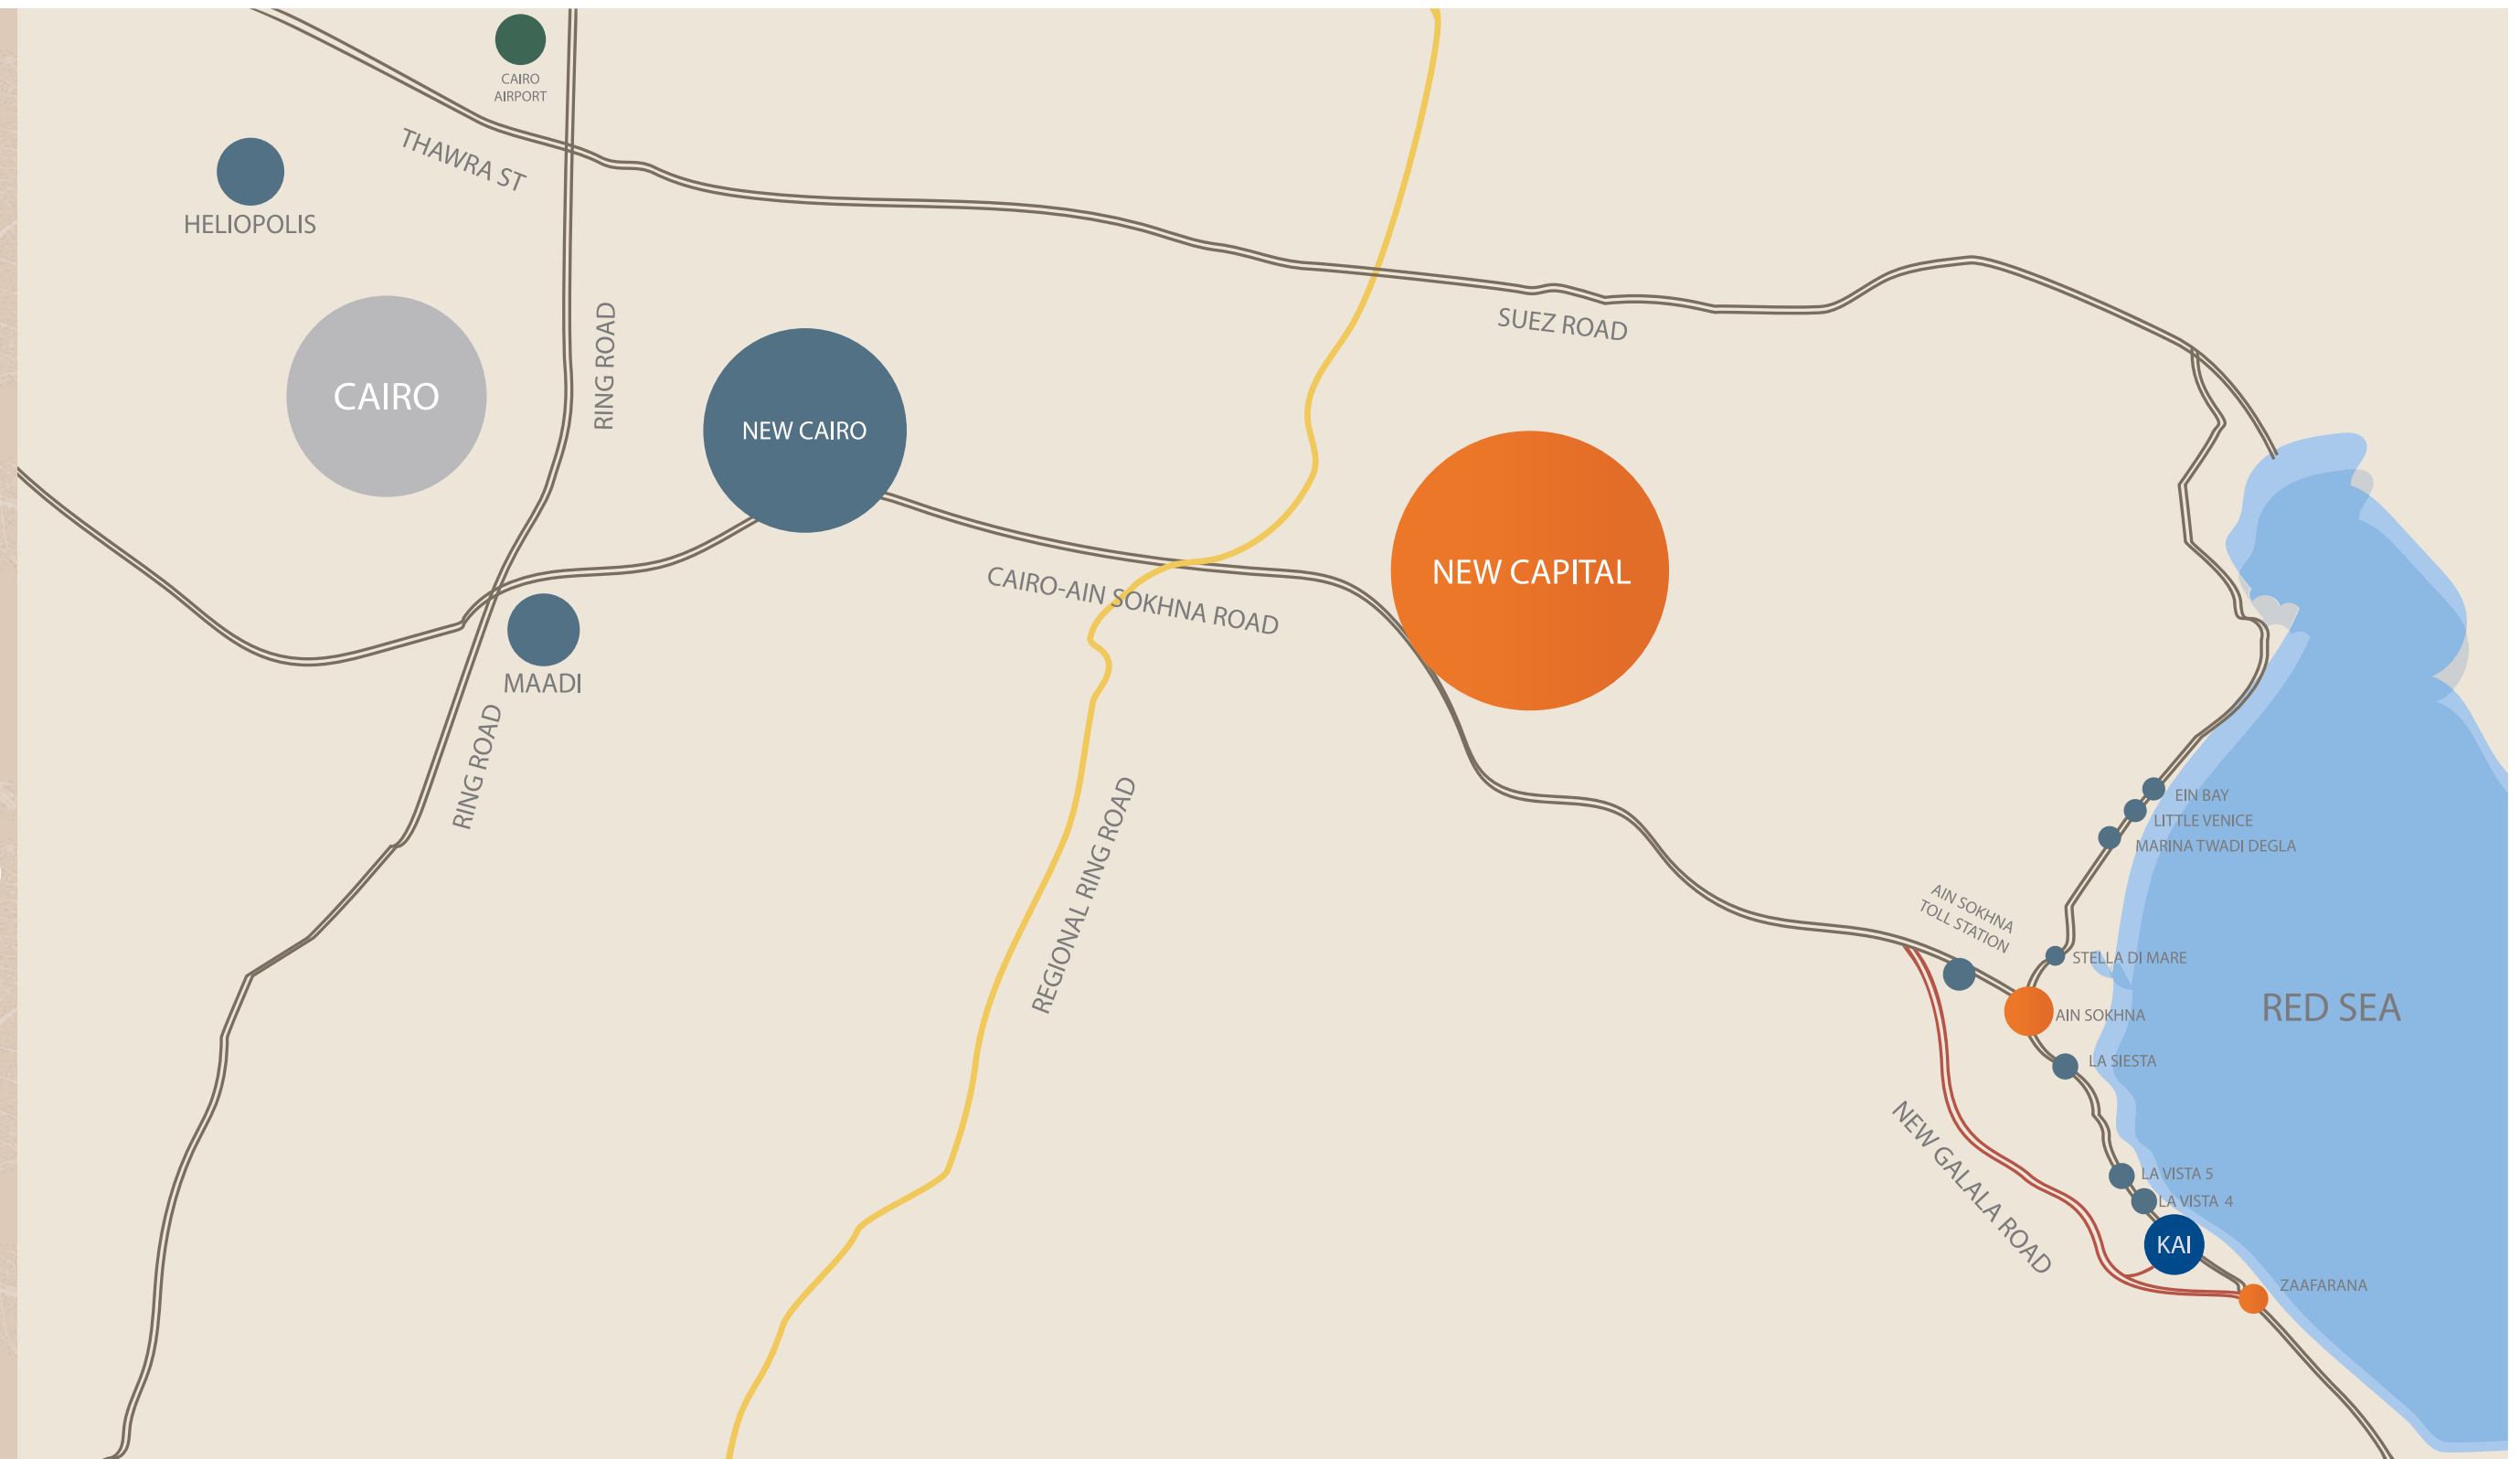 CAIRO
AIRPORT
THAWRA ST
HELIOPOLIS
RING ROAD
SUEZ ROAD
CAIRO
NEW CAIRO
NEW CAPITAL
CAIRO-AIN SOKHNA ROAD
MAADI
RING ROAD
REGIONAL RING ROAD
EIN BAY
LITTLE VENICE
MARINA TWADI DEGLA
AIN SOKHNA
TOLL STATION
STELLA DI MARE
RED SEA
AIN SOKHNA
LA SIESTA
NEW GALALA ROAD
LA VISTA 5
LA VISTA 4
KAI
ZAAFARANA